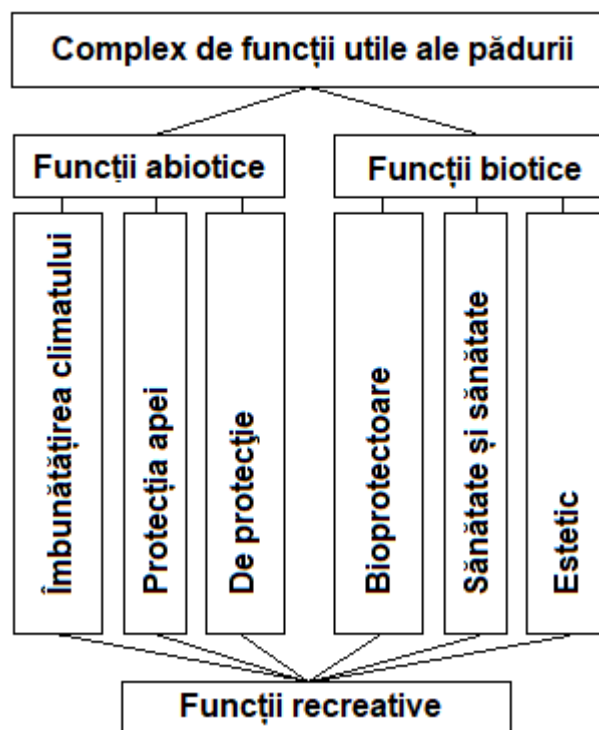 Complex de funcții utile ale pădurii
Funcții abiotice
Funcții biotice
Îmbunătățirea climatului
Protecția apei
De protecţie
Bioprotectoare
Sănătate și sănătate
Estetic
Funcții recreative